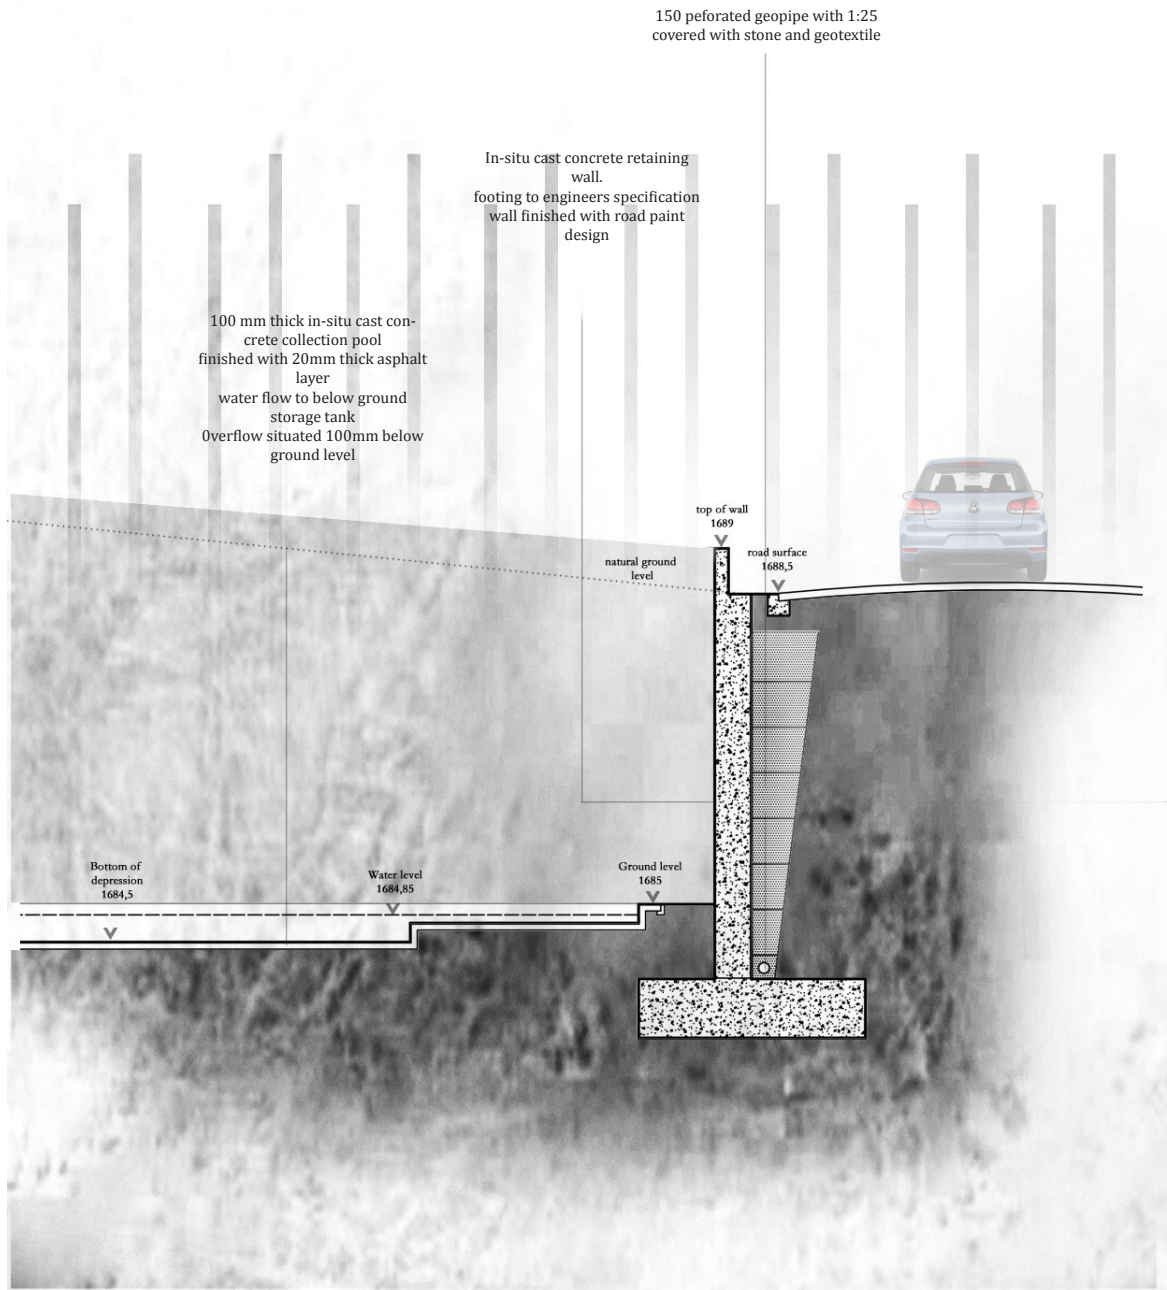 150 peforated geopipe with 1:25
covered with stone and geotextile
In-situ cast concrete retaining
wall.
footing to engineers specification
wall finished with road paint
design
100 mm thick in-situ cast con-
crete collection pool
finished with 20mm thick asphalt
layer
water flow to below ground
storage tank
0verflow situated 100mm below
ground level
top of wall
1689
road surface
1688,5
natural ground
level
Bottom of
depression
1684,5
Water level
1684,85
Ground level
1685